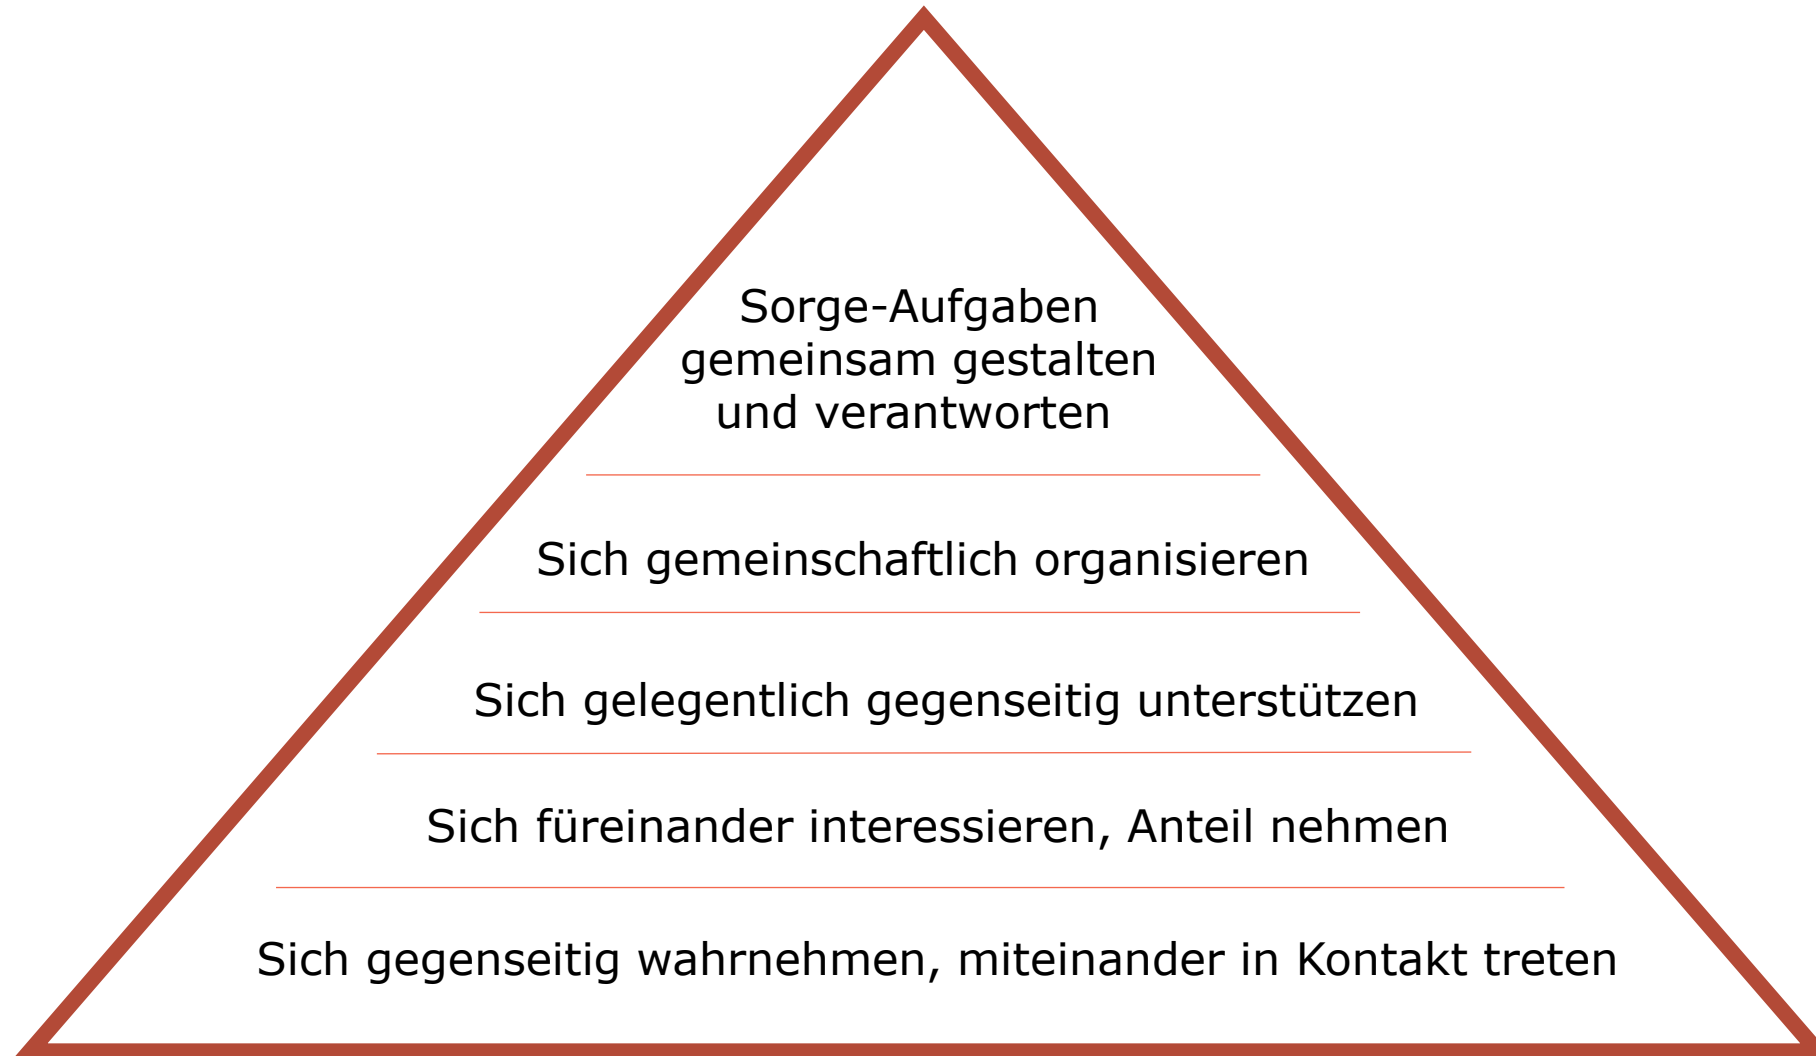 Sorge-Aufgaben
gemeinsam gestalten
und verantworten
Sich gemeinschaftlich organisieren
Sich gelegentlich gegenseitig unterstützen
Sich füreinander interessieren, Anteil nehmen
Sich gegenseitig wahrnehmen, miteinander in Kontakt treten